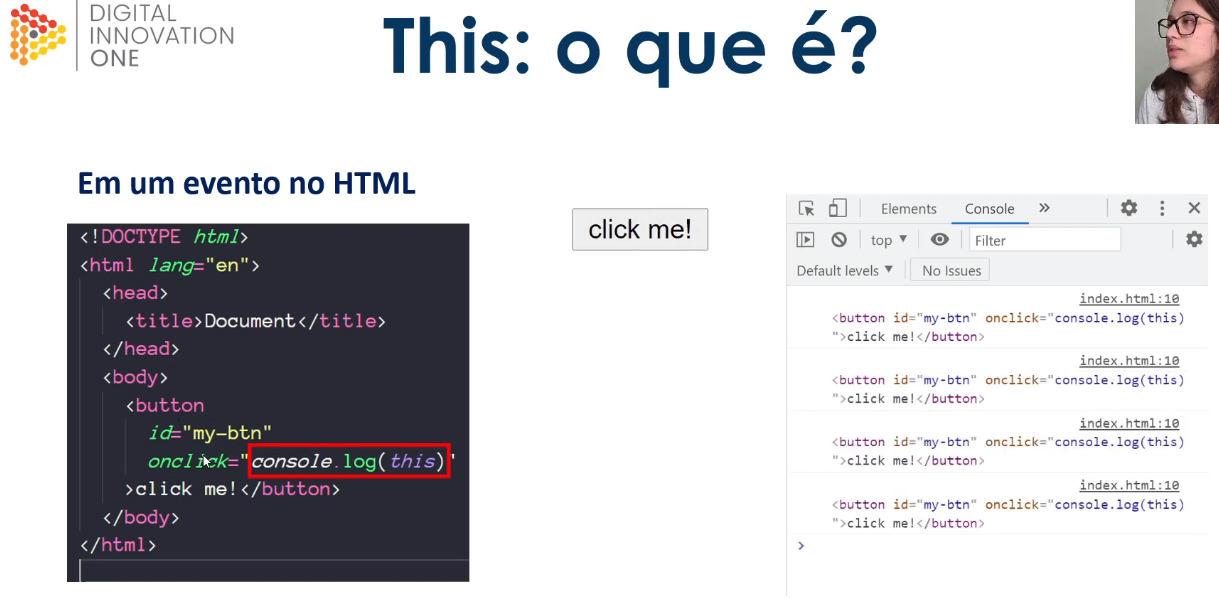 DIGITAL
INNOVATION
ONE
This: o que é?
Em um evento no HTML
<!DOCTYPE html>
<html lang="en">
<head>
<title>Document</title>
</head>
<body>
<button
id="my-btn"
onclick="console.log(this)"
>click me!</button>
</body>
</html>
click me!
Elements Console »
top ▼ Filter
Default levels ▼ No Issues
index.html:10
<button id="my-btn" onclick="console.log(this)
">click me!</button>
index.html:10
<button id="my-btn" onclick="console.log(this)
">click me!</button>
index.html:10
<button id="my-btn" onclick="console.log(this)
">click me!</button>
index.html:10
<button id="my-btn" onclick="console.log(this)
">click me!</button>
>